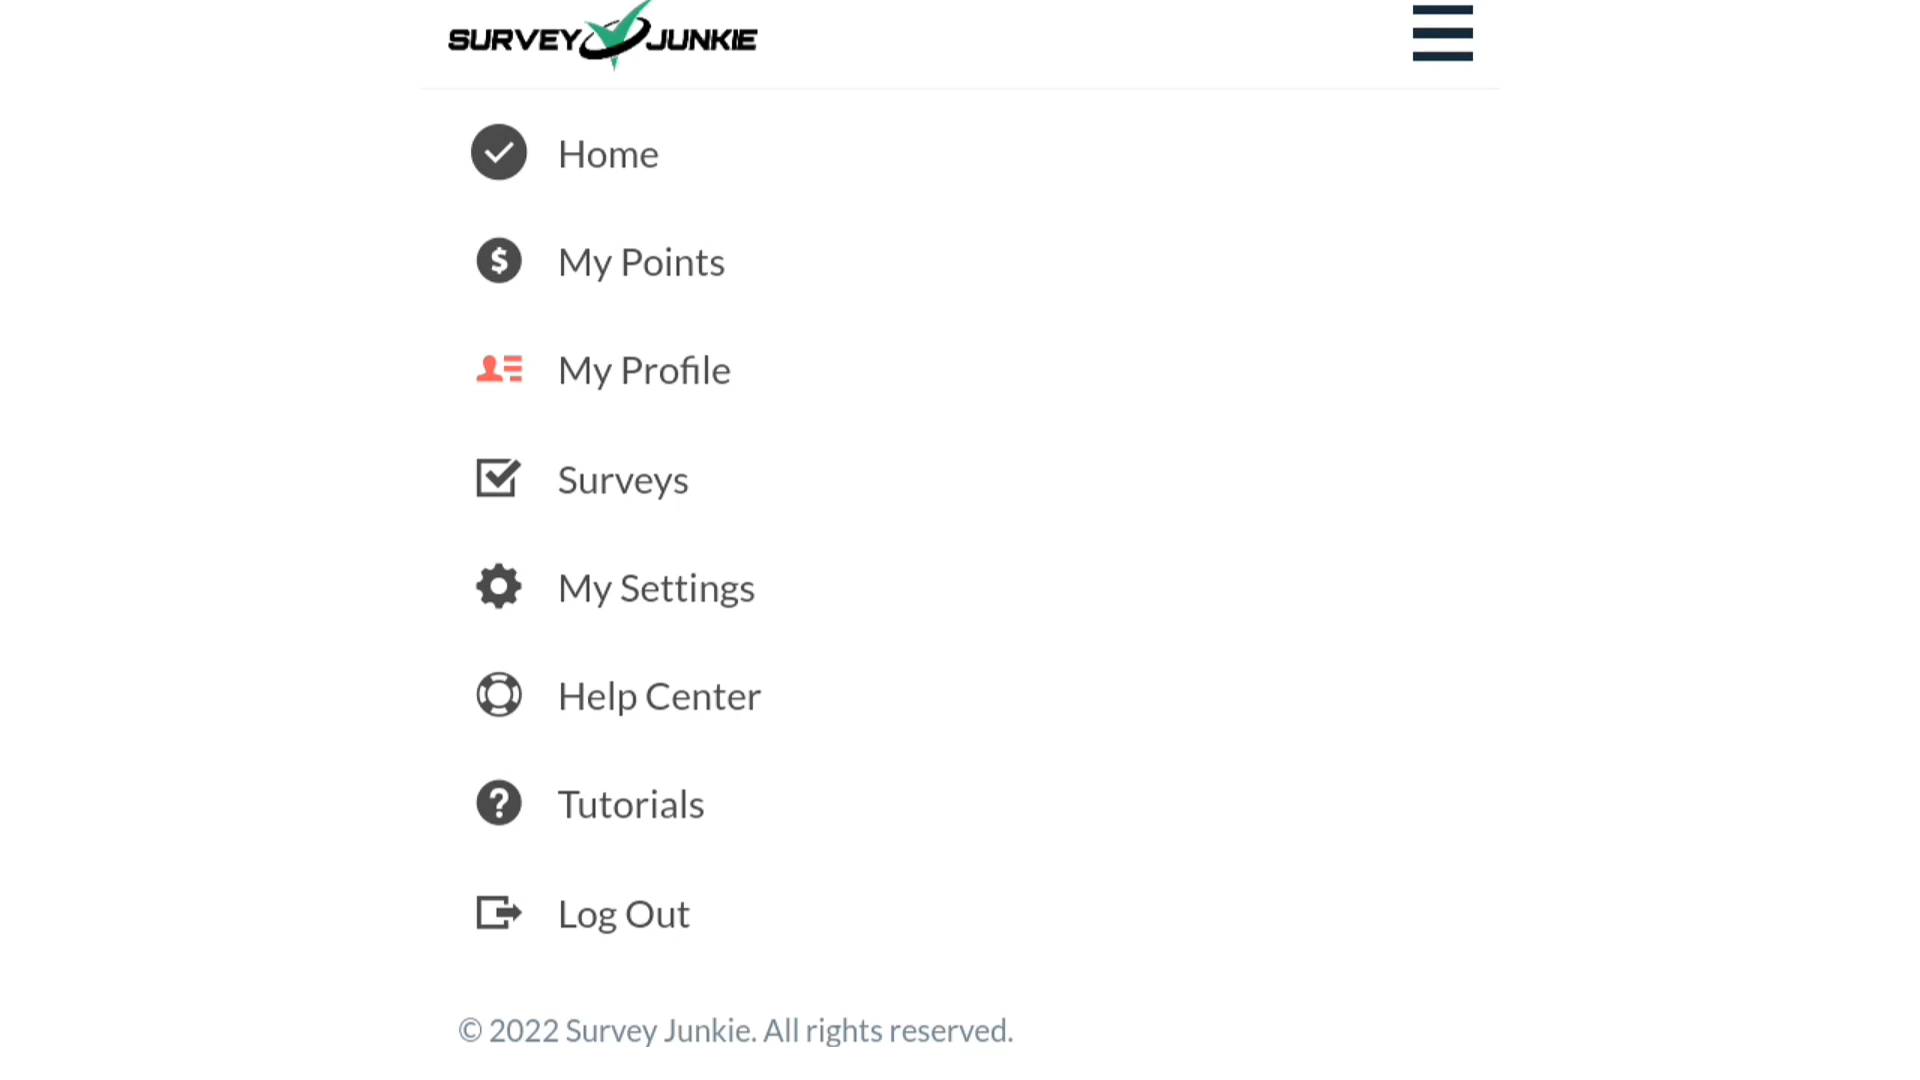 SURVEY JUNKIE
Home
My Points
My Profile
Surveys
My Settings
Help Center
Tutorials
Log Out
© 2022 Survey Junkie. All rights reserved.